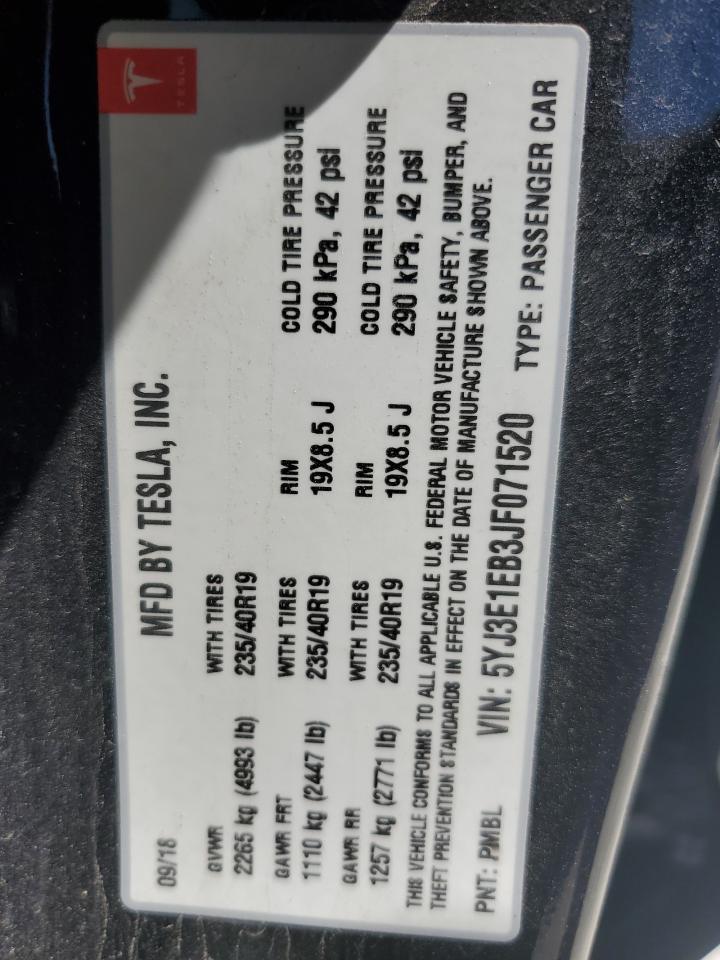 TESLA
MFD BY TESLA, INC.
09/18
GVWR WITH TIRES
2265 kg (4993 lb) 235/40R19
GAWR FRT WITH TIRES RIM COLD TIRE PRESSURE
1110 kg (2447 lb) 235/40R19 19X8.5 J 290 kPa, 42 psi
GAWR RR WITH TIRES RIM COLD TIRE PRESSURE
1257 kg (2771 lb) 235/40R19 19X8.5 J 290 kPa, 42 psi
THIS VEHICLE CONFORMS TO ALL APPLICABLE U.S. FEDERAL MOTOR VEHICLE SAFETY, BUMPER, AND
THEFT PREVENTION STANDARDS IN EFFECT ON THE DATE OF MANUFACTURE SHOWN ABOVE.
PNT: PMBL VIN: 5YJ3E1EB3JF071520 TYPE: PASSENGER CAR